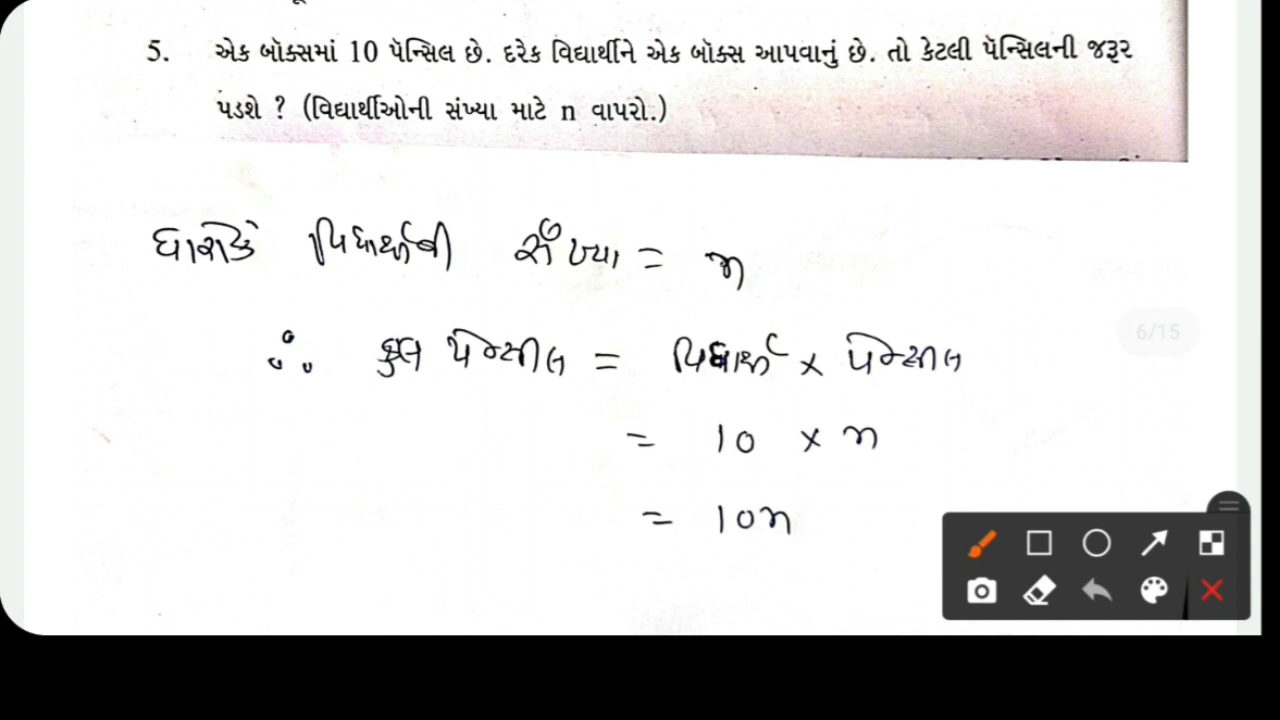 5. એક બૉક્સમાં 10 પૅન્સિલ છે. દરેક વિદ્યાર્થીને એક બૉક્સ આપવાનું છે. તો કેટલી પૅન્સિલની જરૂર
પડશે ? (વિદ્યાર્થીઓની સંખ્યા માટે n વાપરો.)
ધારોકે વિધાર્થીની સંખ્યા = n
6/15
∴ કુલ પેન્સીલ = વિધાર્થી × પેન્સીલ
= 10 × n
= 10n